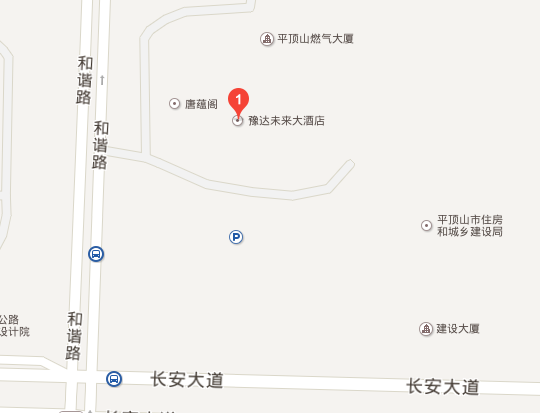 平顶山燃气大厦
和谐路
唐蕴阁
1
豫达未来大酒店
和谐路
平顶山市住房
和城乡建设局
P
公路
设计院
和谐路
建设大厦
长安大道
长安大道